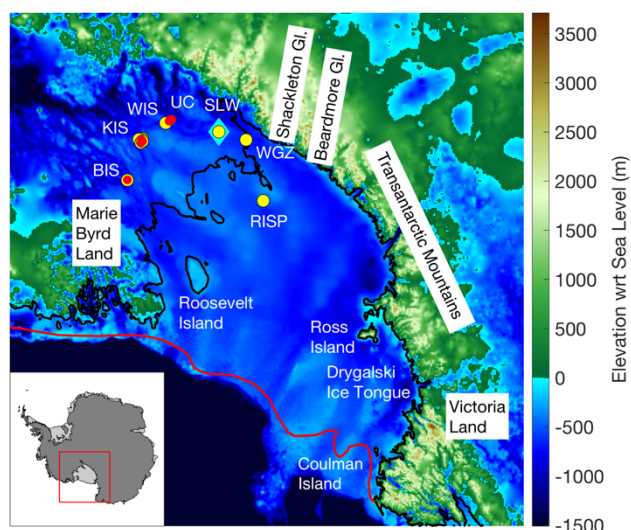 UC
SLW
WIS
KIS
WGZ
BIS
RISP
Shackleton Gl.
Beardmore Gl.
Transantarctic Mountains
Marie
Byrd
Land
Roosevelt
Island
Ross
Island
Drygalski
Ice Tongue
Victoria
Land
Coulman
Island
3500
3000
2500
2000
1500
1000
500
0
-500
-1000
-1500
Elevation wrt Sea Level (m)